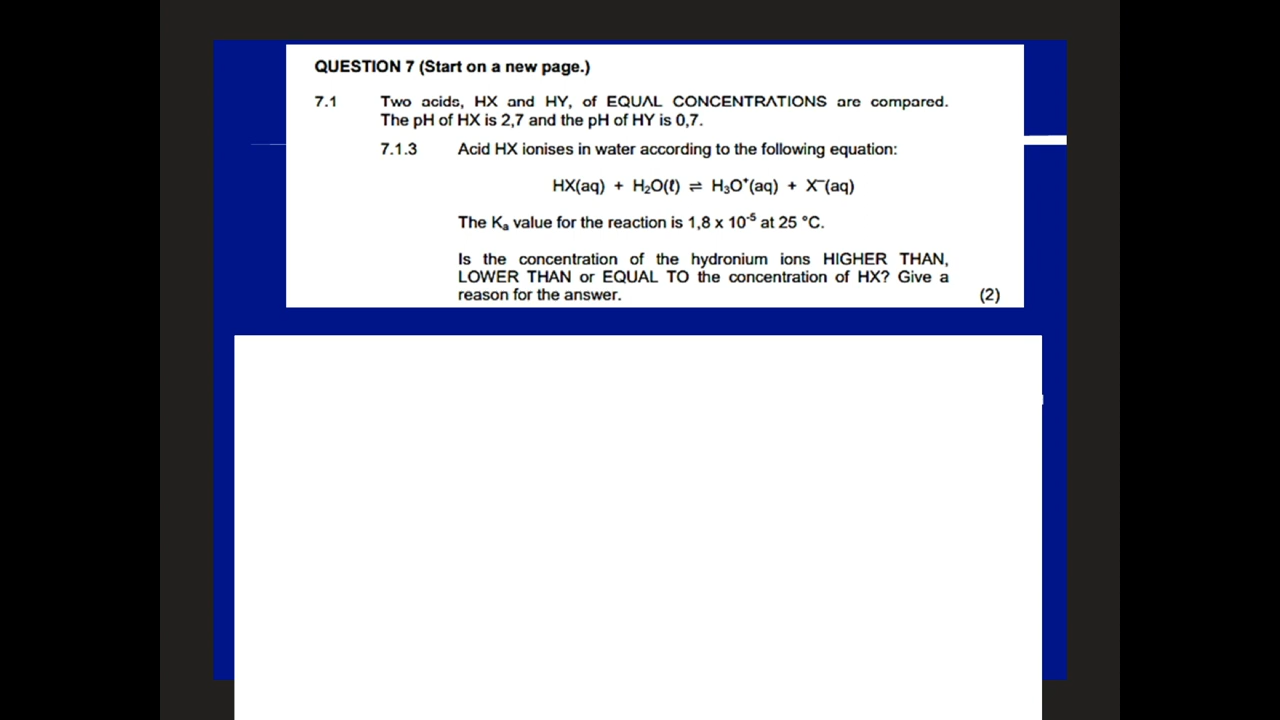 QUESTION 7 (Start on a new page.)
7.1 Two acids, HX and HY, of EQUAL CONCENTRATIONS are compared.
The pH of HX is 2,7 and the pH of HY is 0,7.
7.1.3 Acid HX ionises in water according to the following equation:
HX(aq) + H₂O(ℓ) ⇌ H₃O⁺(aq) + X⁻(aq)
The Kₐ value for the reaction is 1,8 x 10⁻⁵ at 25 °C.
Is the concentration of the hydronium ions HIGHER THAN,
LOWER THAN or EQUAL TO the concentration of HX? Give a
reason for the answer. (2)